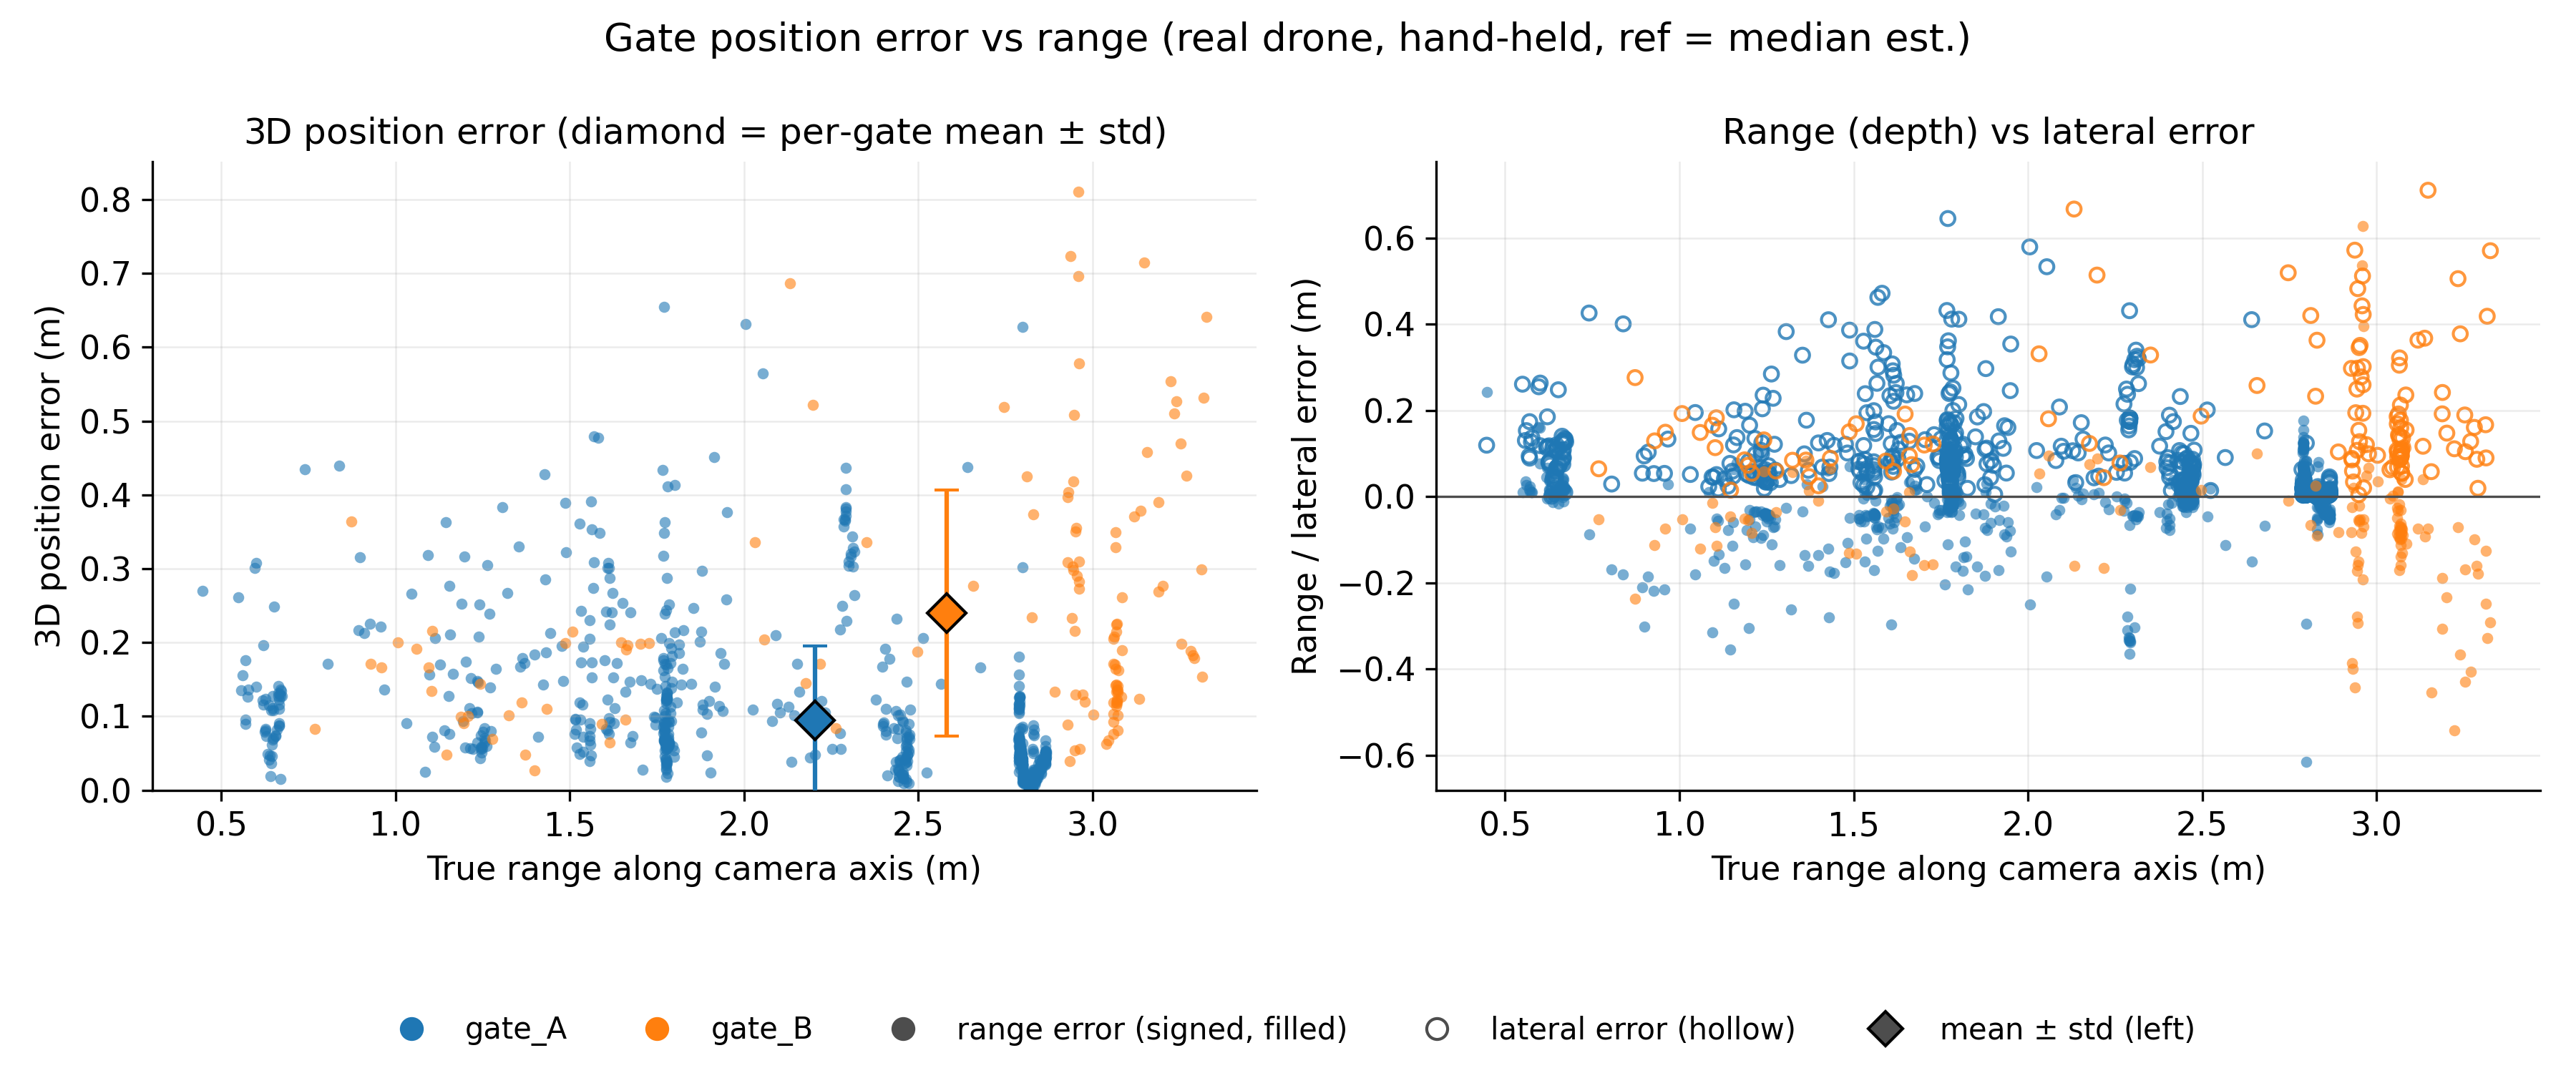 Gate position error vs range (real drone, hand-held, ref = median est.)
3D position error (diamond = per-gate mean ± std)
3D position error (m)
0.8
0.7
0.6
0.5
0.4
0.3
0.2
0.1
0.0
0.5 1.0 1.5 2.0 2.5 3.0
True range along camera axis (m)
Range (depth) vs lateral error
Range / lateral error (m)
0.6
0.4
0.2
0.0
−0.2
−0.4
−0.6
0.5 1.0 1.5 2.0 2.5 3.0
True range along camera axis (m)
gate_A gate_B range error (signed, filled) lateral error (hollow) mean ± std (left)